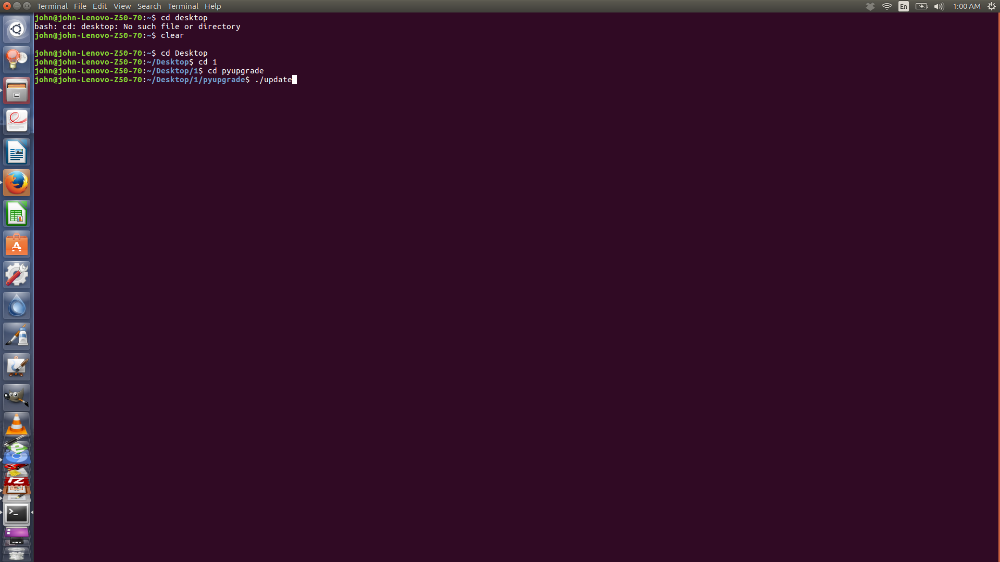 Terminal File Edit View Search Terminal Help En 1:00 AM
john@john-Lenovo-Z50-70:~$ cd desktop
bash: cd: desktop: No such file or directory
john@john-Lenovo-Z50-70:~$ clear
john@john-Lenovo-Z50-70:~$ cd Desktop
john@john-Lenovo-Z50-70:~/Desktop$ cd 1
john@john-Lenovo-Z50-70:~/Desktop/1$ cd pyupgrade
john@john-Lenovo-Z50-70:~/Desktop/1/pyupgrade$ ./update